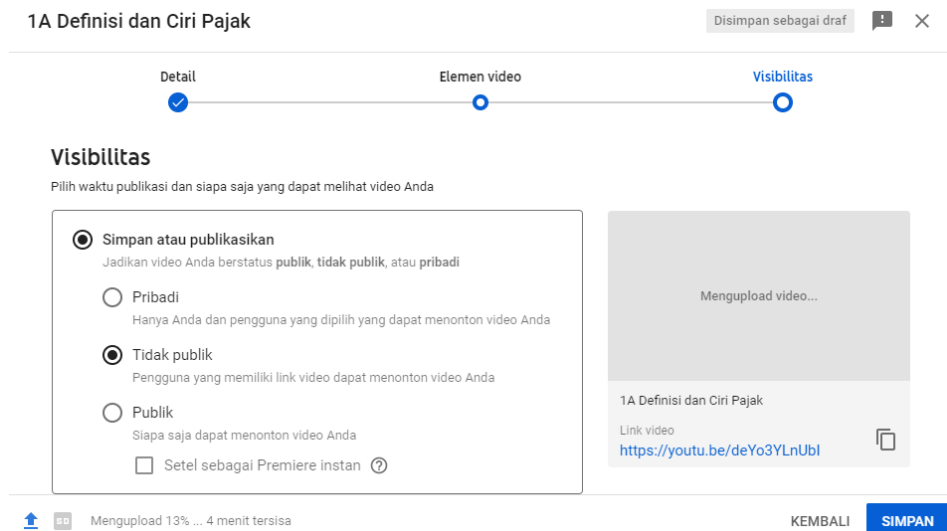 1A Definisi dan Ciri Pajak
Disimpan sebagai draf
Detail
Elemen video
Visibilitas
Visibilitas
Pilih waktu publikasi dan siapa saja yang dapat melihat video Anda
Simpan atau publikasikan
Jadikan video Anda berstatus publik, tidak publik, atau pribadi
Pribadi
Hanya Anda dan pengguna yang dipilih yang dapat menonton video Anda
Tidak publik
Pengguna yang memiliki link video dapat menonton video Anda
Publik
Siapa saja dapat menonton video Anda
Setel sebagai Premiere instan
Mengupload video...
1A Definisi dan Ciri Pajak
Link video
https://youtu.be/deYo3YLnUbI
SD
Mengupload 13% ... 4 menit tersisa
KEMBALI
SIMPAN